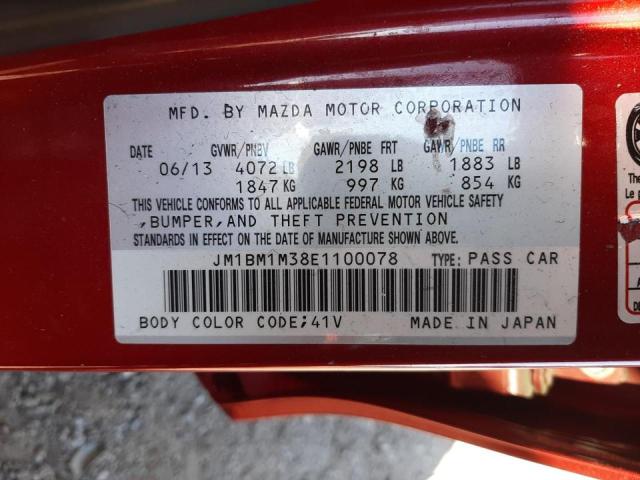 MFD. BY MAZDA MOTOR CORPORATION
DATE GVWR/PNBV GAWR/PNBE FRT GAWR/PNBE RR
06/13 4072 LB 2198 LB 1883 LB
1847 KG 997 KG 854 KG
THIS VEHICLE CONFORMS TO ALL APPLICABLE FEDERAL MOTOR VEHICLE SAFETY
,BUMPER,AND THEFT PREVENTION
STANDARDS IN EFFECT ON THE DATE OF MANUFACTURE SHOWN ABOVE.
JM1BM1M38E1100078 TYPE: PASS CAR
BODY COLOR CODE;41V MADE IN JAPAN
The
Le p